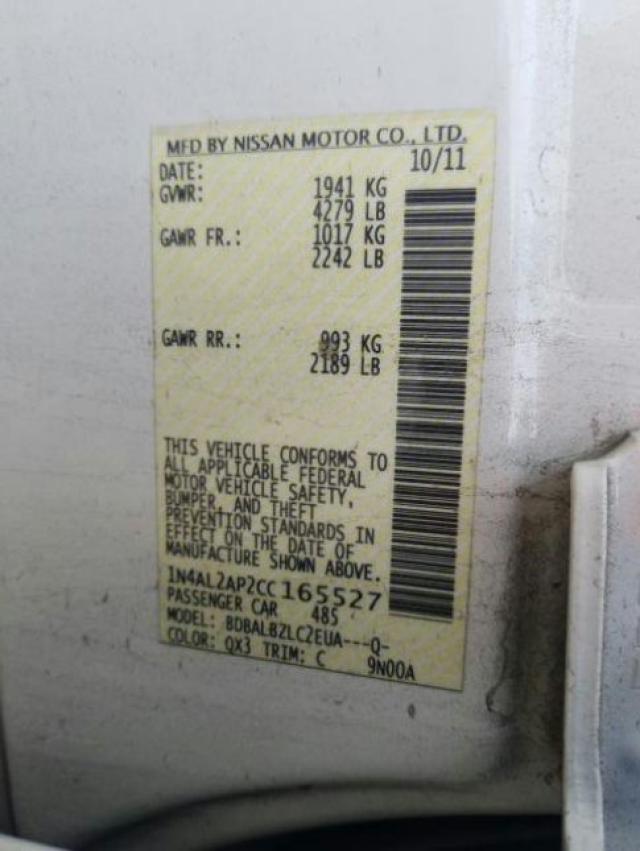 MFD BY NISSAN MOTOR CO., LTD.
DATE: 10/11
GVWR: 1941 KG
4279 LB
GAWR FR.: 1017 KG
2242 LB
GAWR RR.: 993 KG
2189 LB
THIS VEHICLE CONFORMS TO
ALL APPLICABLE FEDERAL
MOTOR VEHICLE SAFETY,
BUMPER, AND THEFT
PREVENTION STANDARDS IN
EFFECT ON THE DATE OF
MANUFACTURE SHOWN ABOVE.
1N4AL2AP2CC165527
PASSENGER CAR 485
MODEL: BDBALBZLC2EUA---Q-
COLOR: QX3 TRIM: C 9N00A